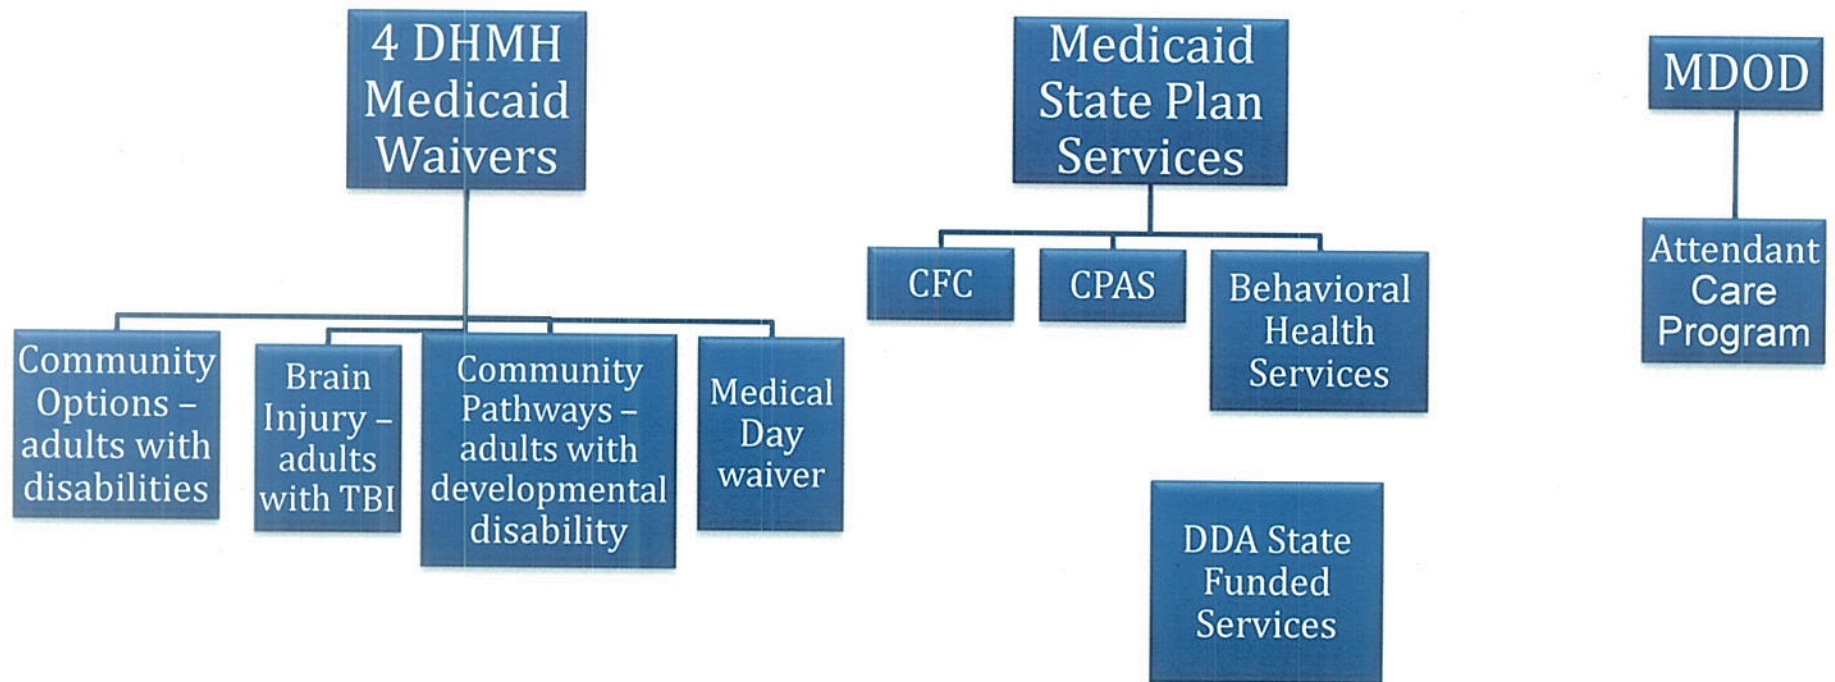 4 DHMH
Medicaid
Waivers
Community
Options –
adults with
disabilities
Brain
Injury –
adults
with TBI
Community
Pathways –
adults with
developmental
disability
Medical
Day
waiver
Medicaid
State Plan
Services
CFC
CPAS
Behavioral
Health
Services
DDA State
Funded
Services
MDOD
Attendant
Care
Program